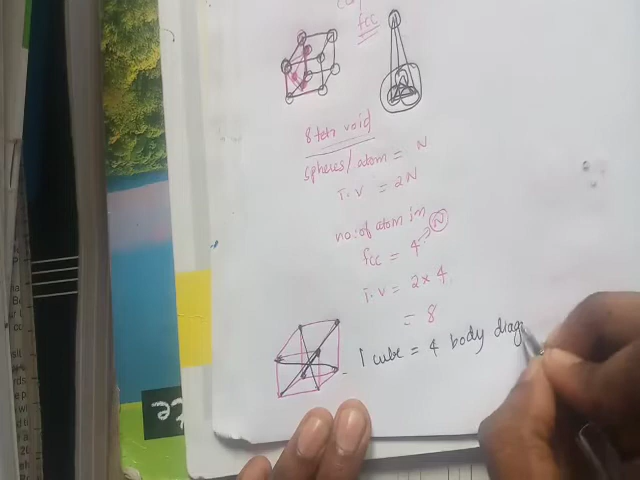 fcc
8 tetr void
spheres/atom = N
T.V = 2N
no: of atom in
fcc = 4 → N
T.V = 2 × 4
= 8
1 cube = 4 body diag